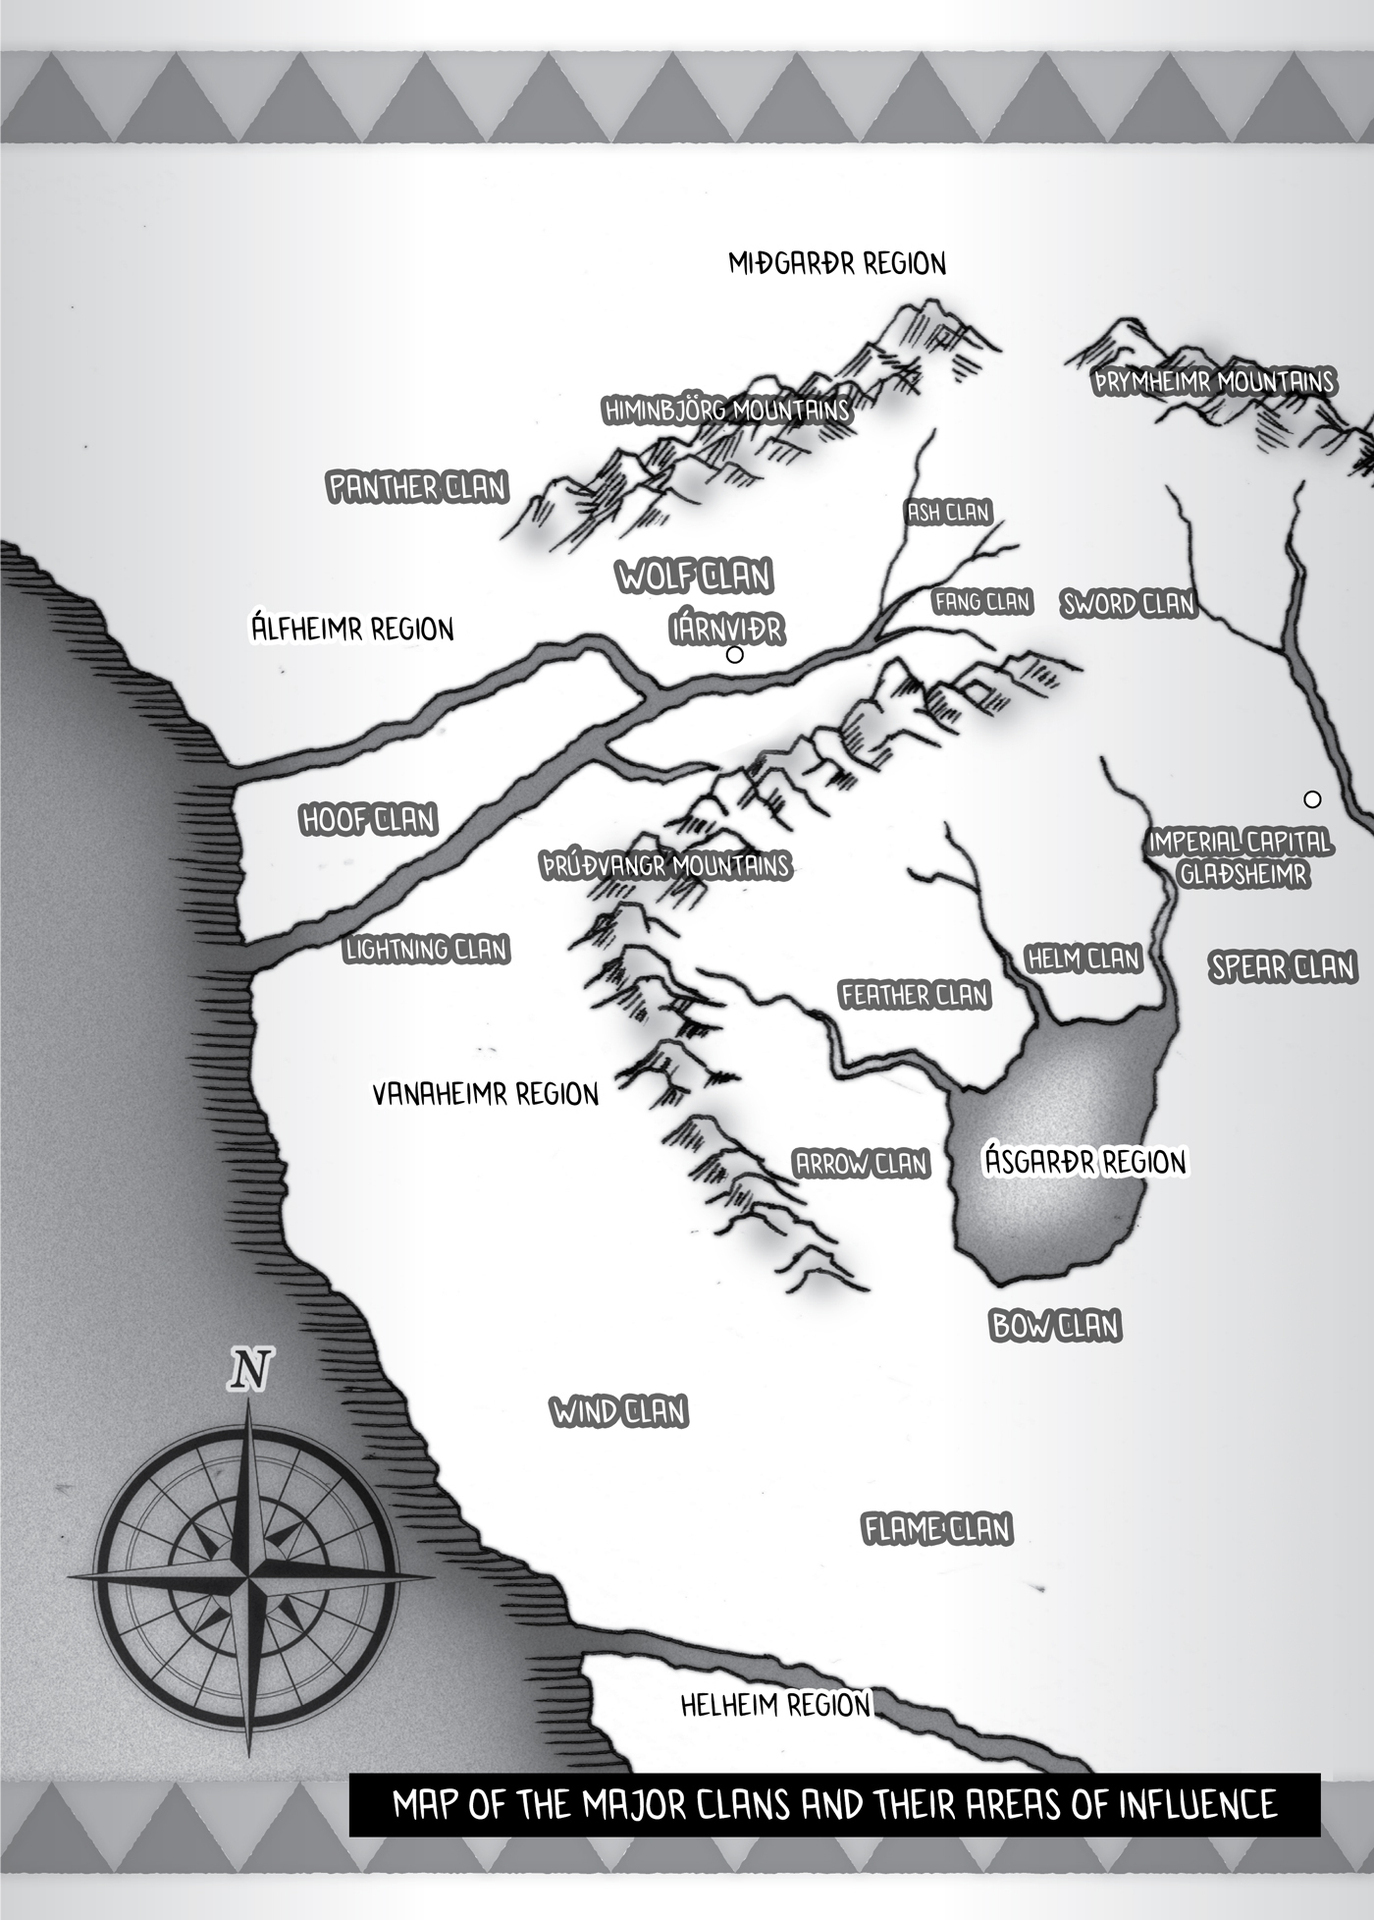 MIÐGARÐR REGION
ÞRYMHEIMR MOUNTAINS
HIMINBJÖRG MOUNTAINS
PANTHER CLAN
ASH CLAN
WOLF CLAN
IÁRNVIÐR
FANG CLAN
SWORD CLAN
ÁLFHEIMR REGION
HOOF CLAN
IMPERIAL CAPITAL
GLAÐSHEIMR
ÞRÚÐVANGR MOUNTAINS
LIGHTNING CLAN
HELM CLAN
SPEAR CLAN
FEATHER CLAN
VANAHEIMR REGION
ARROW CLAN
ÁSGARÐR REGION
BOW CLAN
N
WIND CLAN
FLAME CLAN
HELHEIM REGION
MAP OF THE MAJOR CLANS AND THEIR AREAS OF INFLUENCE